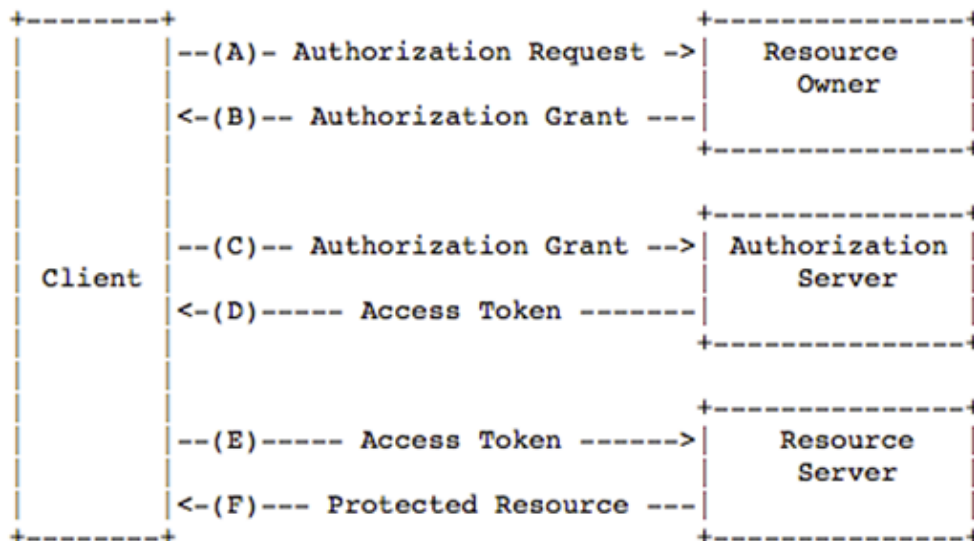 +--------+                               +---------------+
|        |--(A)- Authorization Request ->|   Resource    |
|        |                               |     Owner     |
|        |<-(B)-- Authorization Grant ---|               |
|        |                               +---------------+
|        |
|        |                               +---------------+
|        |--(C)-- Authorization Grant -->| Authorization |
| Client |                               |     Server    |
|        |<-(D)----- Access Token -------|               |
|        |                               +---------------+
|        |
|        |                               +---------------+
|        |--(E)----- Access Token ------>|    Resource   |
|        |                               |     Server    |
|        |<-(F)--- Protected Resource ---|               |
+--------+                               +---------------+